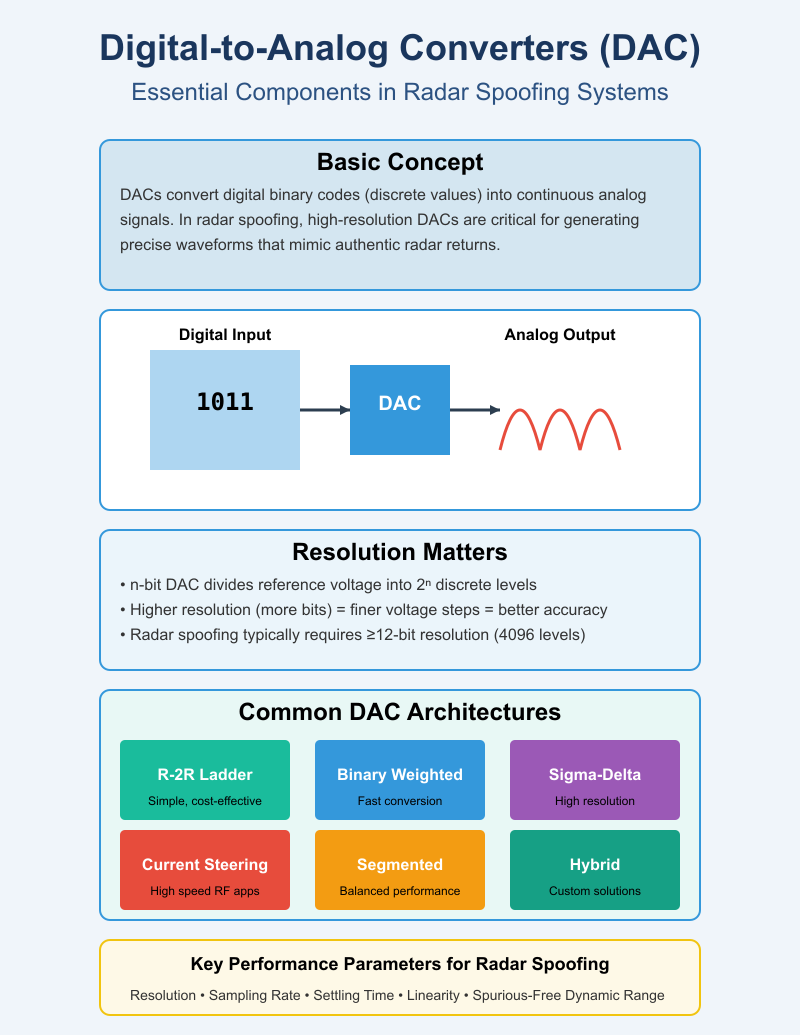 Digital-to-Analog Converters (DAC)
Essential Components in Radar Spoofing Systems
Basic Concept
DACs convert digital binary codes (discrete values) into continuous analog
signals. In radar spoofing, high-resolution DACs are critical for generating
precise waveforms that mimic authentic radar returns.
Digital Input
Analog Output
1011
DAC
Resolution Matters
• n-bit DAC divides reference voltage into 2ⁿ discrete levels
• Higher resolution (more bits) = finer voltage steps = better accuracy
• Radar spoofing typically requires ≥12-bit resolution (4096 levels)
Common DAC Architectures
R-2R Ladder
Simple, cost-effective
Binary Weighted
Fast conversion
Sigma-Delta
High resolution
Current Steering
High speed RF apps
Segmented
Balanced performance
Hybrid
Custom solutions
Key Performance Parameters for Radar Spoofing
Resolution • Sampling Rate • Settling Time • Linearity • Spurious-Free Dynamic Range